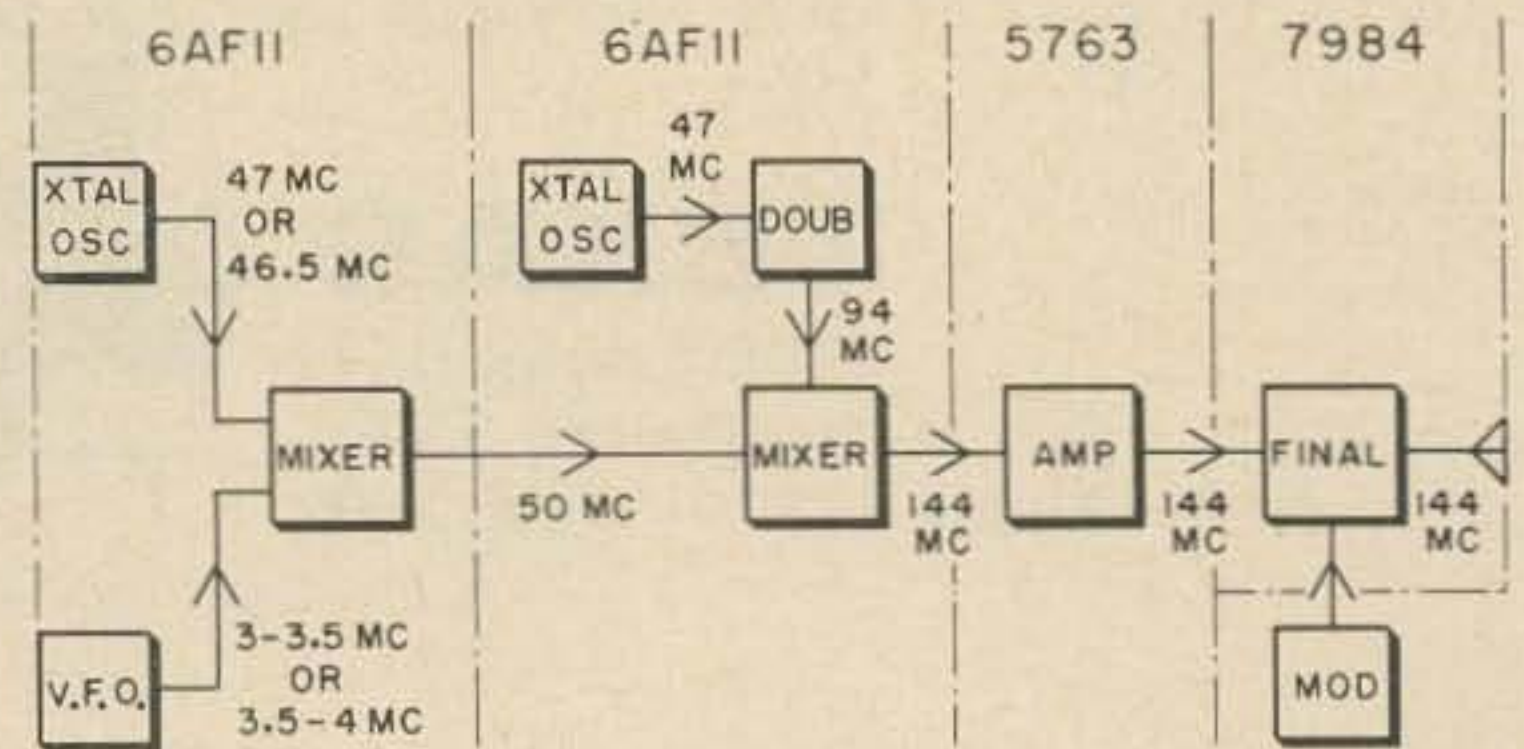 6AF11
6AF11
5763
7984
XTAL
OSC
47 MC
OR
46.5 MC
XTAL
OSC
47
MC
DOUB
94
MC
MIXER
50 MC
MIXER
144
MC
AMP
144
MC
FINAL
144
MC
V.F.O.
3-3.5 MC
OR
3.5-4 MC
MOD